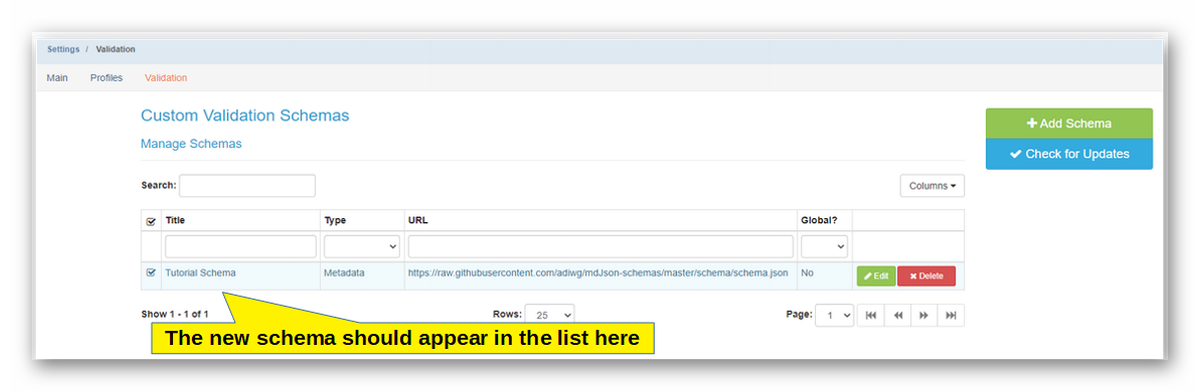 Settings / Validation
Main Profiles Validation
Custom Validation Schemas
Manage Schemas
+ Add Schema
Check for Updates
Search:
Columns
Title Type URL Global?
Tutorial Schema Metadata https://raw.githubusercontent.com/adiwg/mdJson-schemas/master/schema/schema.json No Edit Delete
Show 1 - 1 of 1 Rows: 25 Page: 1
The new schema should appear in the list here